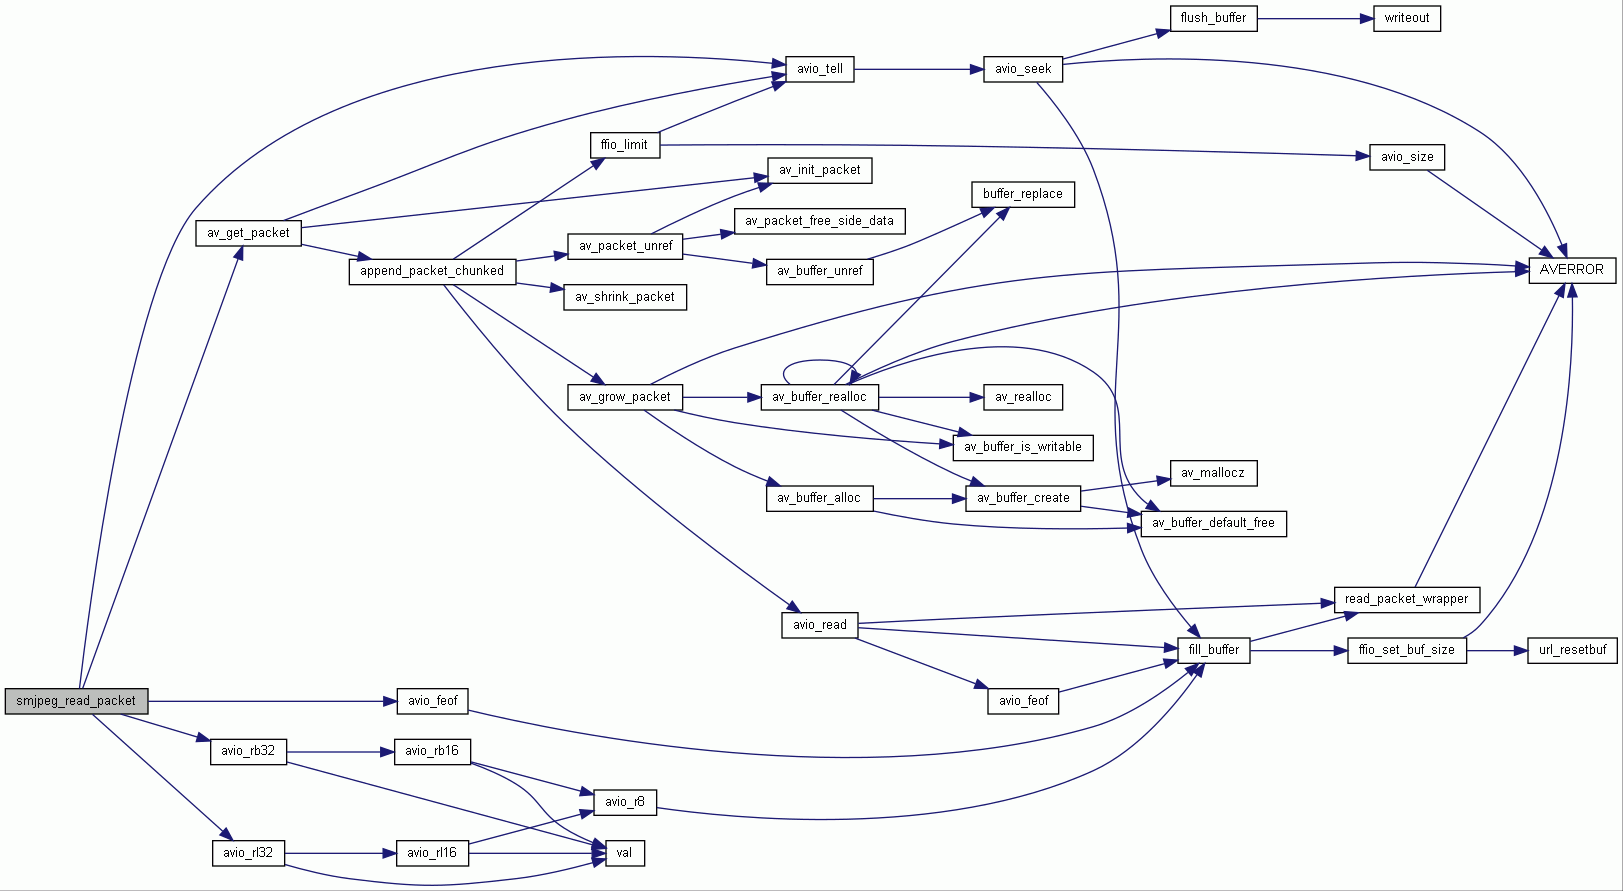 flush_buffer
writeout
avio_tell
avio_seek
ffio_limit
avio_size
av_init_packet
buffer_replace
av_packet_free_side_data
av_get_packet
av_packet_unref
append_packet_chunked
av_buffer_unref
AVERROR
av_shrink_packet
av_grow_packet
av_buffer_realloc
av_realloc
av_buffer_is_writable
av_mallocz
av_buffer_alloc
av_buffer_create
av_buffer_default_free
read_packet_wrapper
avio_read
fill_buffer
ffio_set_buf_size
url_resetbuf
smjpeg_read_packet
avio_feof
avio_feof
avio_rb32
avio_rb16
avio_r8
avio_rl32
avio_rl16
val